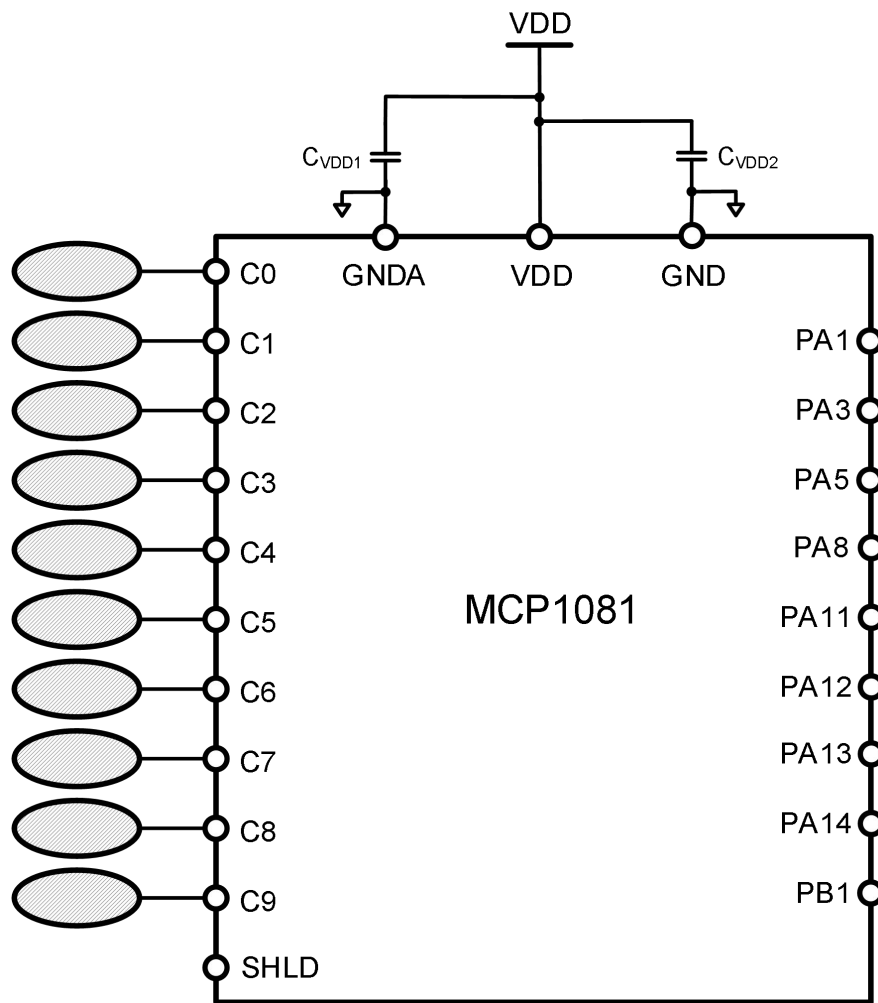 VDD
CVDD1
CVDD2
GNDA
VDD
GND
C0
C1
PA1
C2
PA3
C3
PA5
C4
PA8
C5
MCP1081
PA11
C6
PA12
C7
PA13
C8
PA14
C9
PB1
SHLD